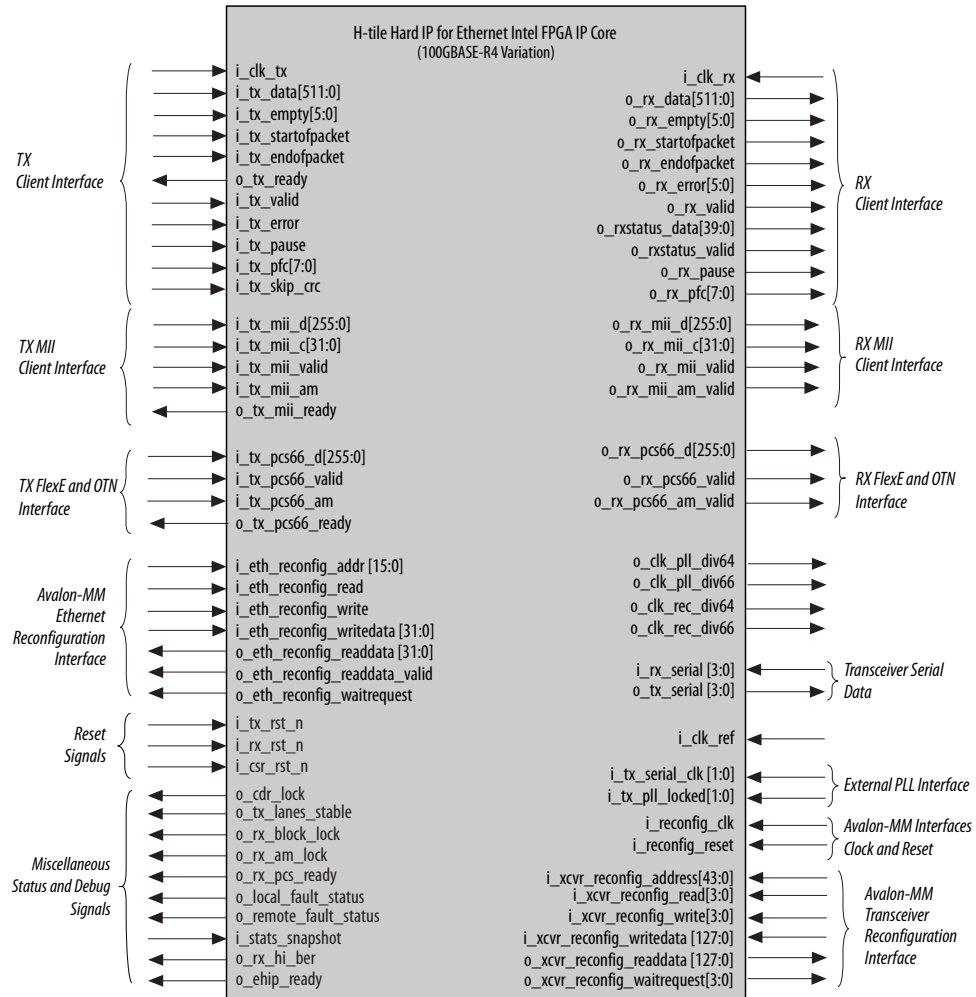 H-tile Hard IP for Ethernet Intel FPGA IP Core
(100GBASE-R4 Variation)
TX
Client Interface
i_clk_tx
i_tx_data[511:0]
i_tx_empty[5:0]
i_tx_startofpacket
i_tx_endofpacket
o_tx_ready
i_tx_valid
i_tx_error
i_tx_pause
i_tx_pfc[7:0]
i_tx_skip_crc
TX MII
Client Interface
i_tx_mii_d[255:0]
i_tx_mii_c[31:0]
i_tx_mii_valid
i_tx_mii_am
o_tx_mii_ready
TX FlexE and OTN
Interface
i_tx_pcs66_d[255:0]
i_tx_pcs66_valid
i_tx_pcs66_am
o_tx_pcs66_ready
Avalon-MM
Ethernet
Reconfiguration
Interface
i_eth_reconfig_addr [15:0]
i_eth_reconfig_read
i_eth_reconfig_write
i_eth_reconfig_writedata [31:0]
o_eth_reconfig_readdata [31:0]
o_eth_reconfig_readdata_valid
o_eth_reconfig_waitrequest
Reset
Signals
i_tx_rst_n
i_rx_rst_n
i_csr_rst_n
Miscellaneous
Status and Debug
Signals
o_cdr_lock
o_tx_lanes_stable
o_rx_block_lock
o_rx_am_lock
o_rx_pcs_ready
o_local_fault_status
o_remote_fault_status
i_stats_snapshot
o_rx_hi_ber
o_ehip_ready
i_clk_rx
o_rx_data[511:0]
o_rx_empty[5:0]
o_rx_startofpacket
o_rx_endofpacket
o_rx_error[5:0]
o_rx_valid
o_rxstatus_data[39:0]
o_rxstatus_valid
o_rx_pause
o_rx_pfc[7:0]
RX
Client Interface
o_rx_mii_d[255:0]
o_rx_mii_c[31:0]
o_rx_mii_valid
o_rx_mii_am_valid
RX MII
Client Interface
o_rx_pcs66_d[255:0]
o_rx_pcs66_valid
o_rx_pcs66_am_valid
RX FlexE and OTN
Interface
o_clk_pll_div64
o_clk_pll_div66
o_clk_rec_div64
o_clk_rec_div66
i_rx_serial [3:0]
o_tx_serial [3:0]
Transceiver Serial
Data
i_clk_ref
i_tx_serial_clk [1:0]
i_tx_pll_locked[1:0]
External PLL Interface
i_reconfig_clk
i_reconfig_reset
Avalon-MM Interfaces
Clock and Reset
i_xcvr_reconfig_address[43:0]
i_xcvr_reconfig_read[3:0]
i_xcvr_reconfig_write[3:0]
i_xcvr_reconfig_writedata [127:0]
o_xcvr_reconfig_readdata [127:0]
o_xcvr_reconfig_waitrequest[3:0]
Avalon-MM
Transceiver
Reconfiguration
Interface